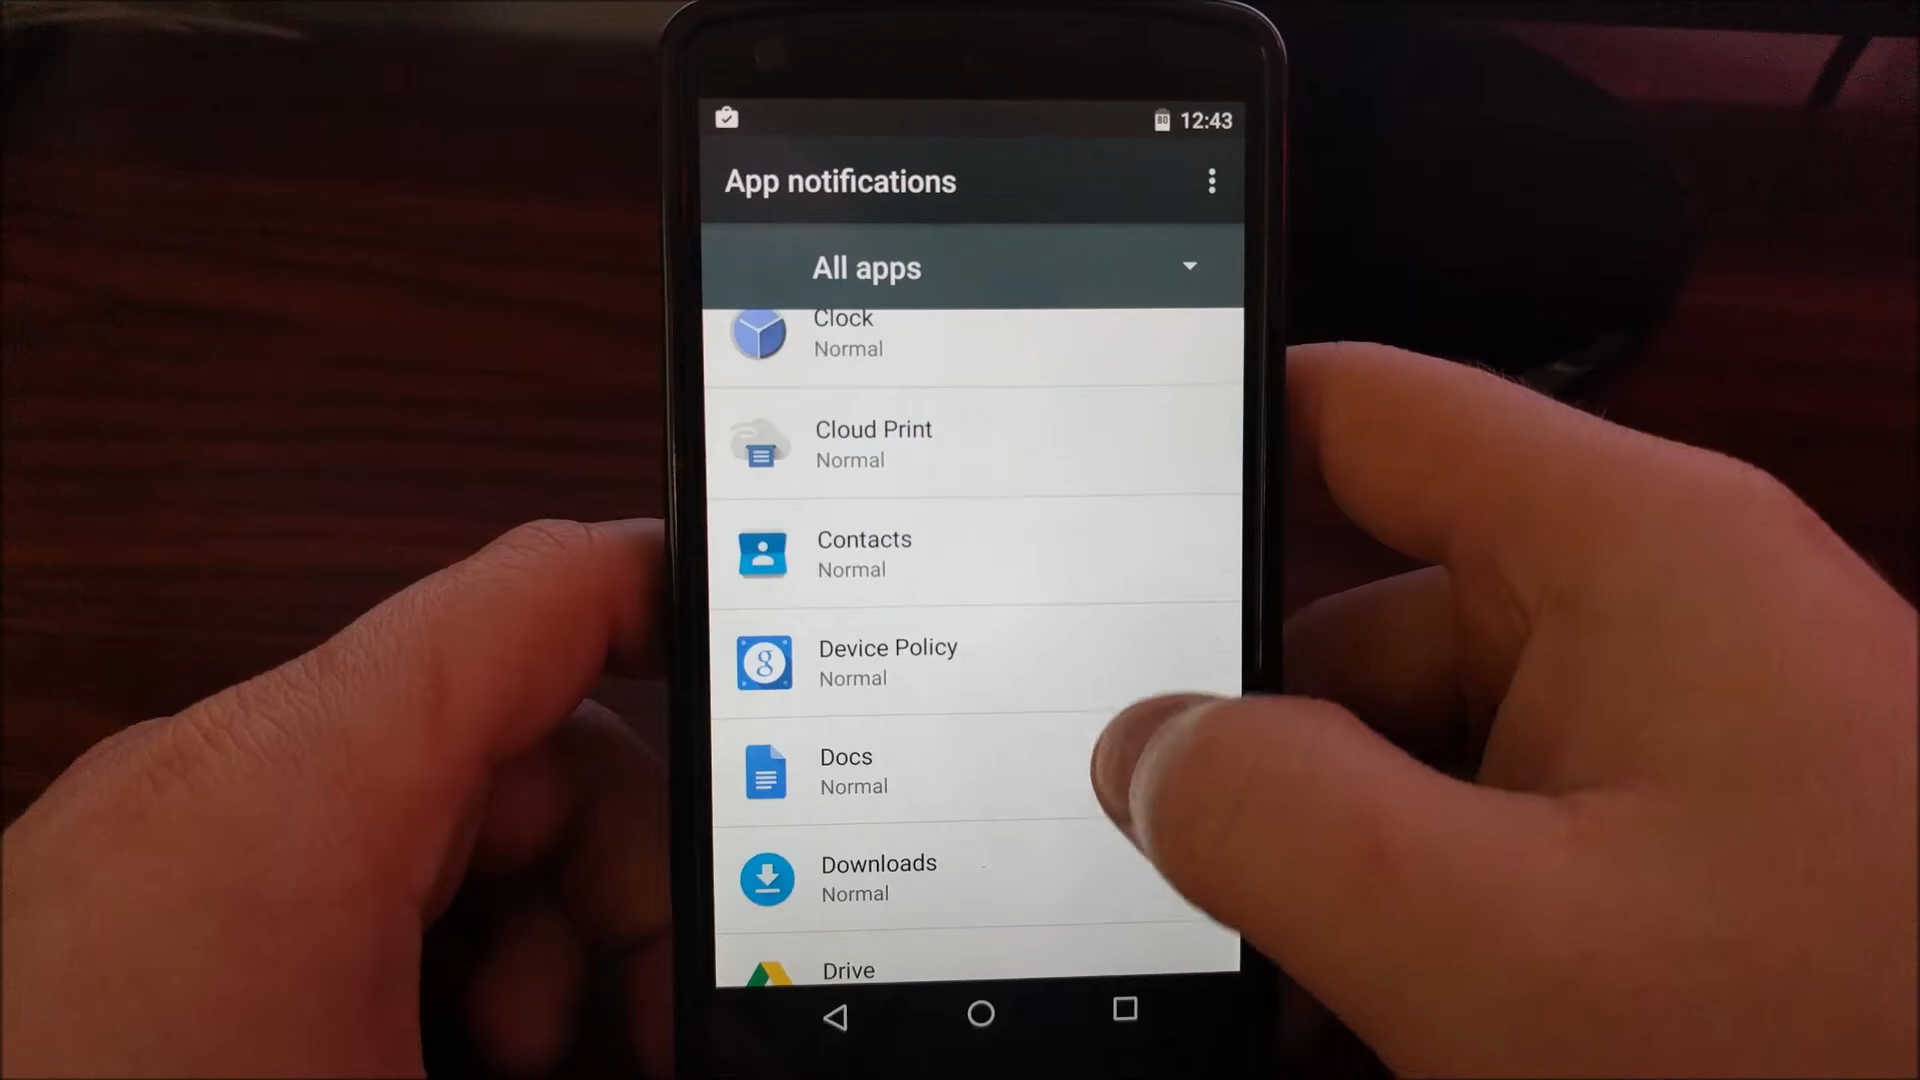 80 12:43
App notifications
All apps
Clock
Normal
Cloud Print
Normal
Contacts
Normal
g
Device Policy
Normal
Docs
Normal
Downloads
Normal
Drive